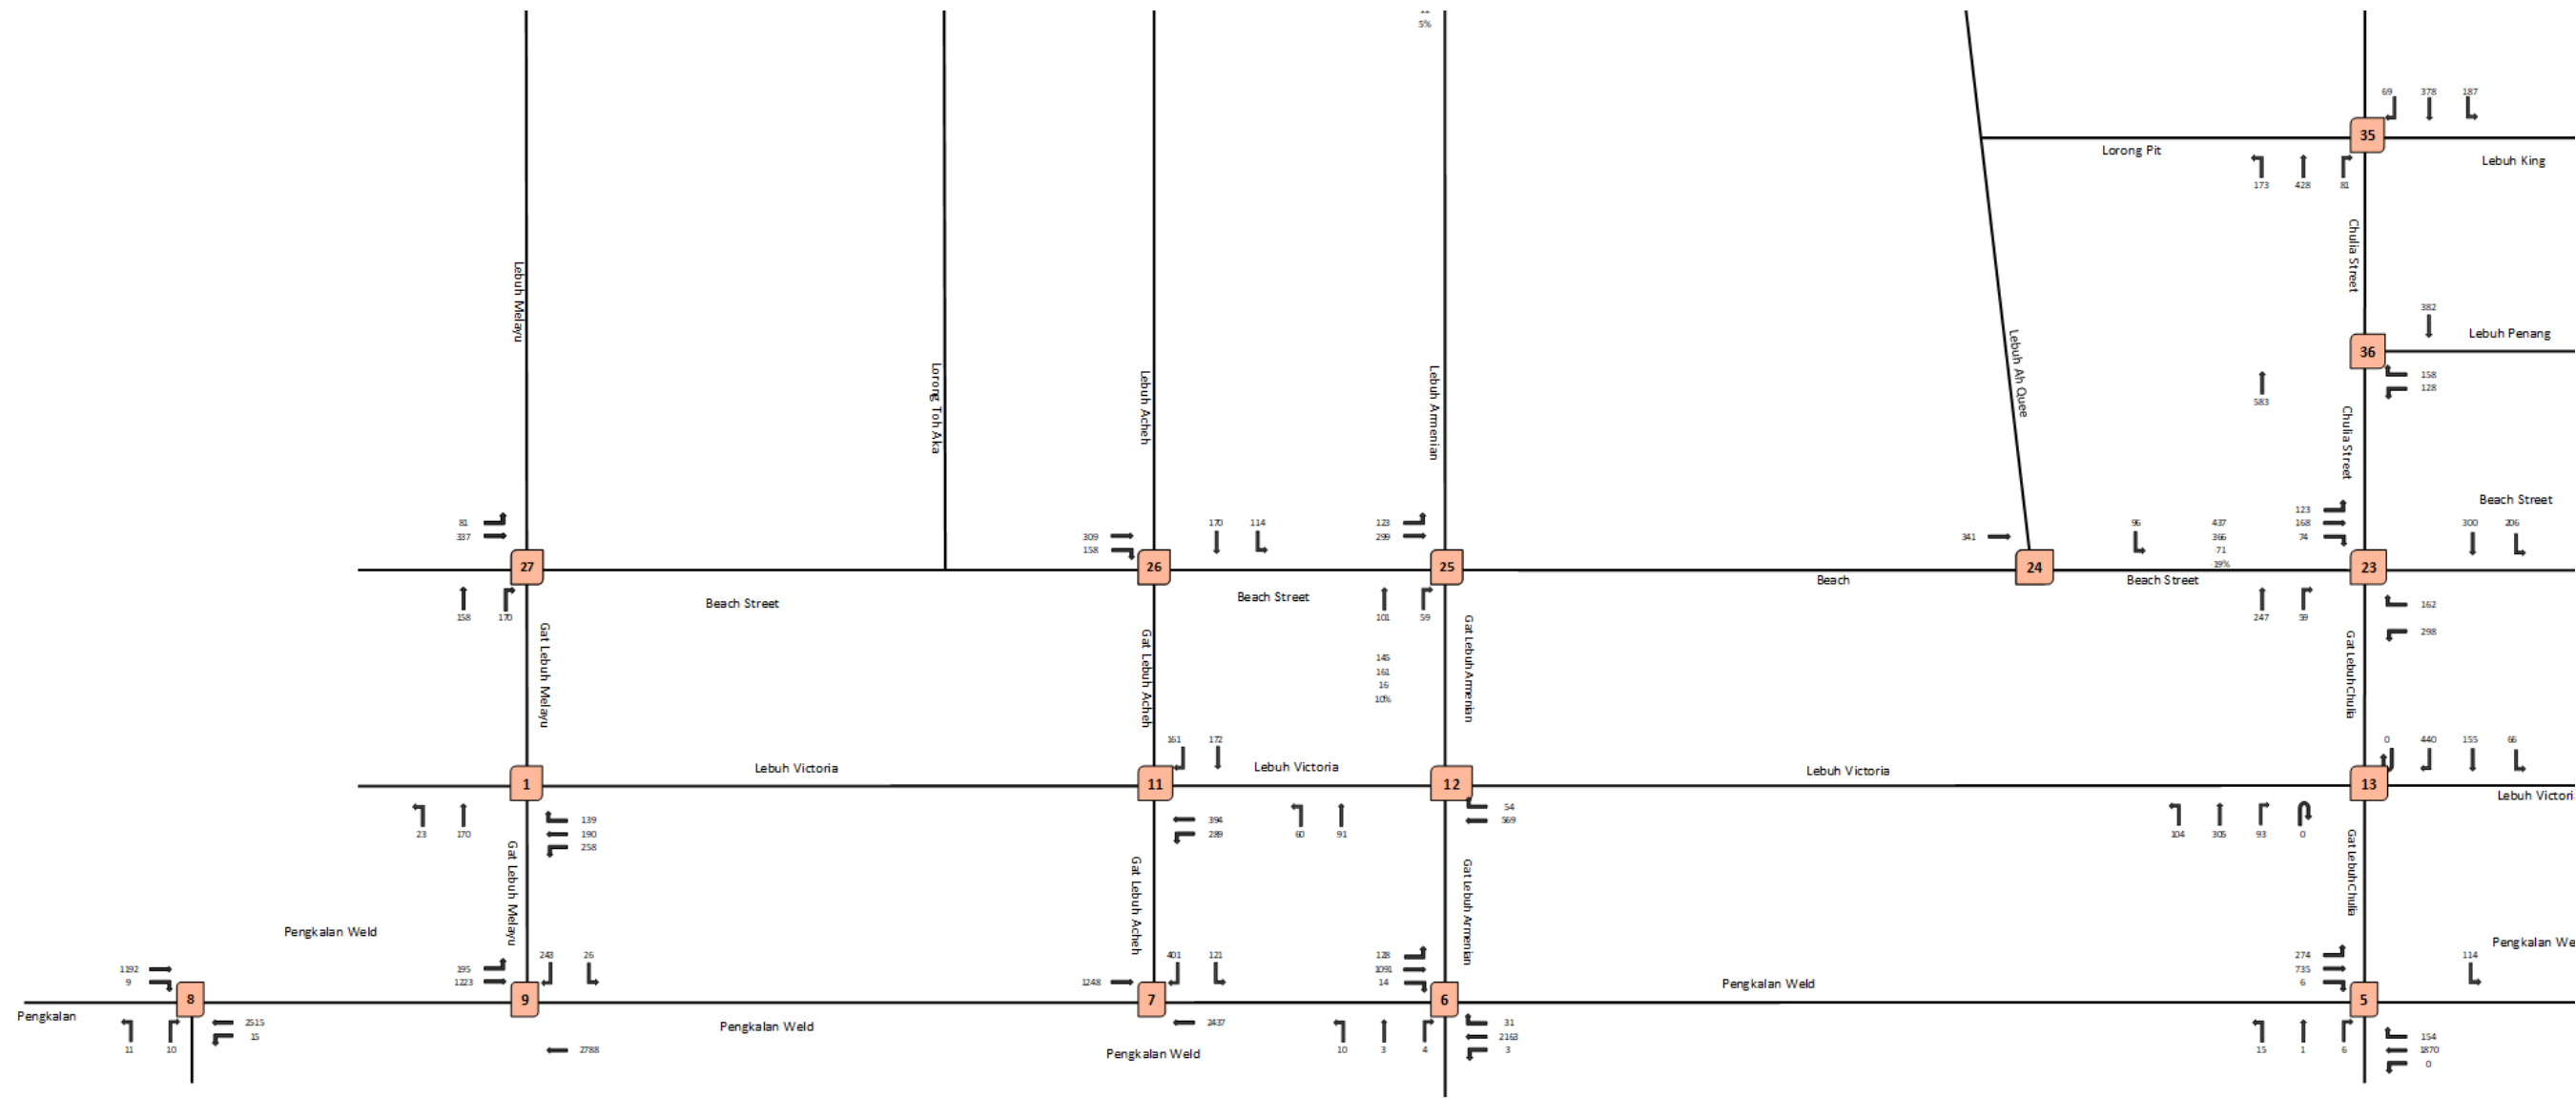 5%
69 378 187
35
Lorong Pit
Lebuh King
173 428 81
Chulia Street
Lebuh Melayu
382
Lebuh Penang
36
158
128
583
Lebuh Ah Quee
Lorong Toh Aka
Lebuh Acheh
Lebuh Armenian
Chulia Street
Beach Street
81
337
27
158 170
309
158
26
170 114
123
299
25
101 59
341
24
96
437
366
-71
-19%
123
168
74
23
300 206
Beach Street
Beach Street
Beach
Beach Street
247 59
162
298
Gat Lebuh Melayu
Gat Lebuh Acheh
Gat Lebuh Armenian
Gat Lebuh Chulia
145
161
16
10%
161 172
0 440 155 66
Lebuh Victoria
Lebuh Victoria
Lebuh Victoria
Lebuh Victori
1
11
12
13
23 170
139
190
258
394
289
60 91
54
569
104 305 93 0
Gat Lebuh Melayu
Gat Lebuh Acheh
Gat Lebuh Armenian
Gat Lebuh Chulia
Pengkalan Weld
Pengkalan We
1192
9
8
195
1223
9
243 26
1248
7
401 121
128
1091
14
6
Pengkalan Weld
274
735
6
5
114
Pengkalan
11 10
2515
15
Pengkalan Weld
2788
2437
Pengkalan Weld
10 3 4
31
2163
3
15 1 6
154
1870
0